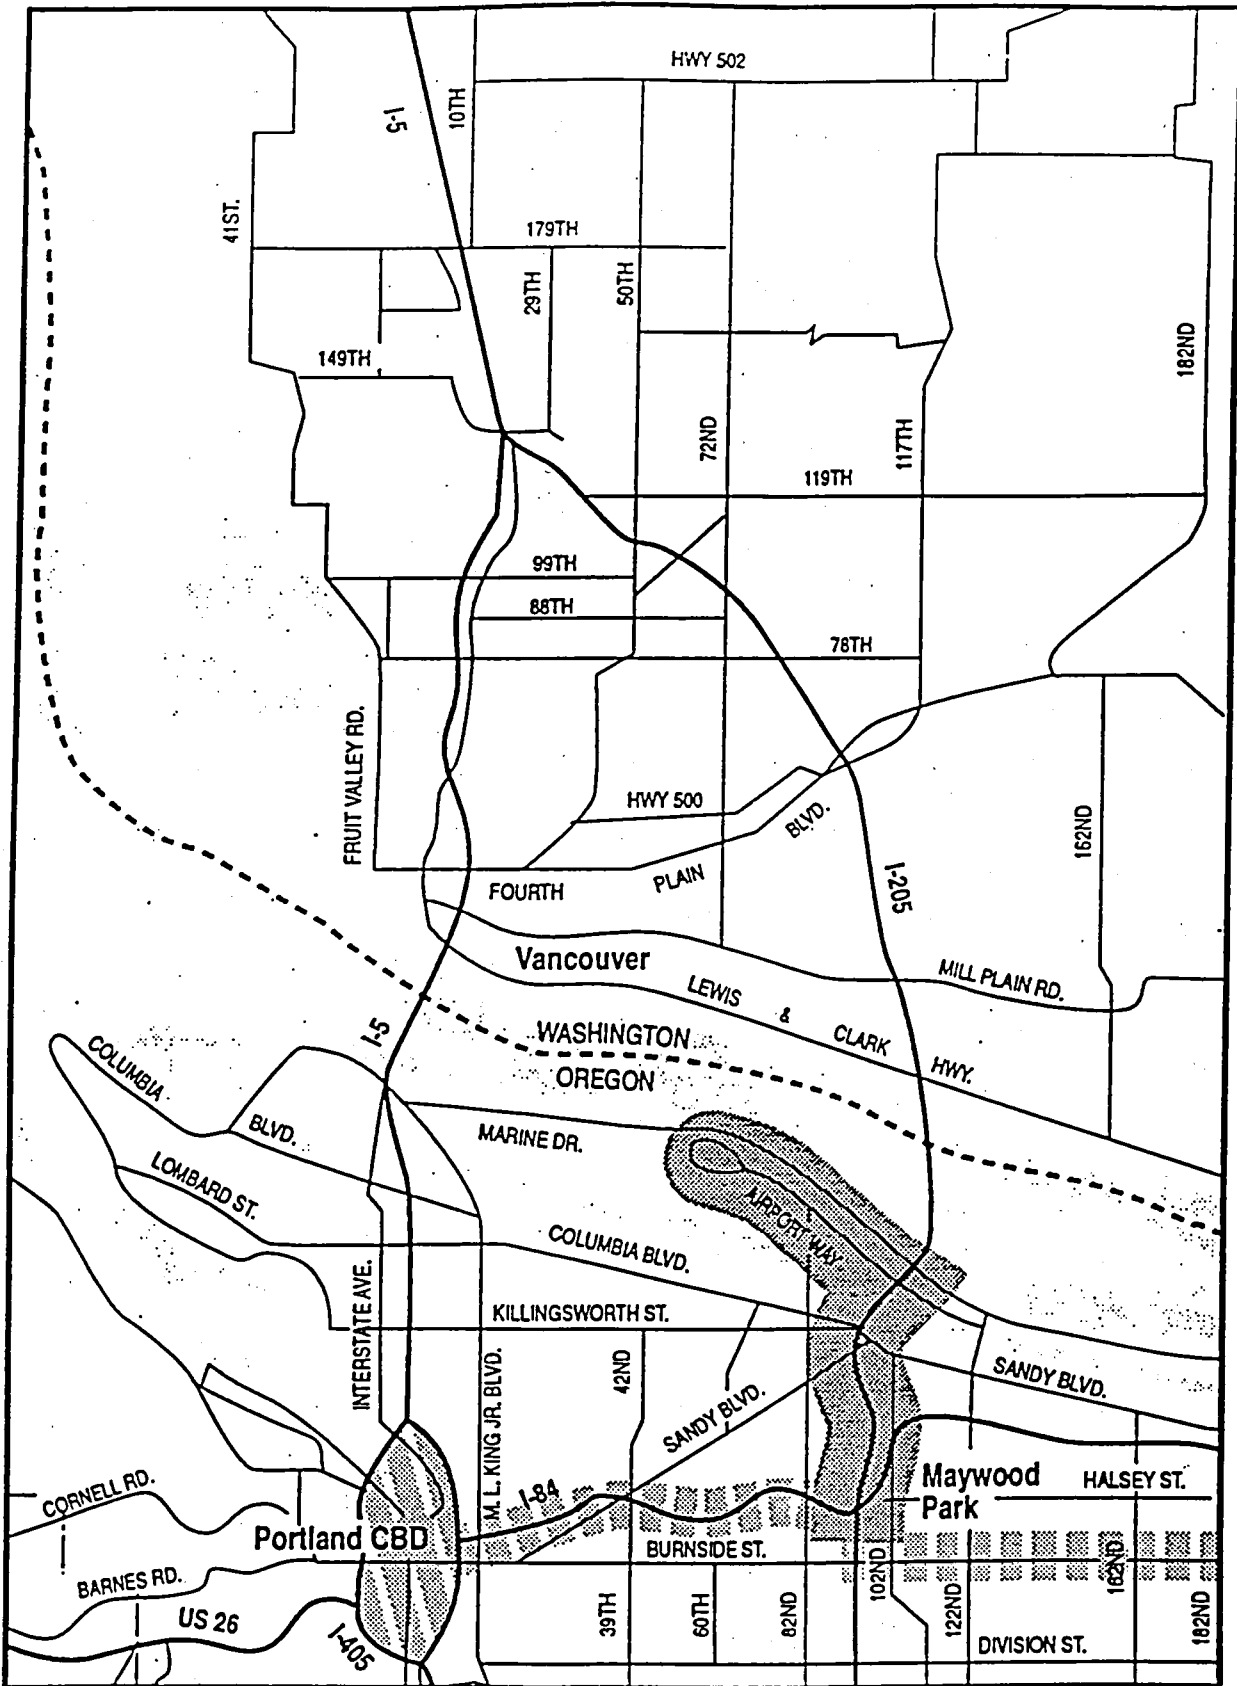 HWY 502
I-5
10TH
41ST.
179TH
29TH
50TH
182ND
149TH
72ND
117TH
119TH
99TH
88TH
78TH
FRUIT VALLEY RD.
HWY 500
BLVD.
162ND
PLAIN
FOURTH
I-205
Vancouver
MILL PLAIN RD.
LEWIS & CLARK HWY.
WASHINGTON
OREGON
I-5
COLUMBIA
BLVD.
MARINE DR.
LOMBARD ST.
AIRPORT WAY
COLUMBIA BLVD.
INTERSTATE AVE.
KILLINGSWORTH ST.
M. L. KING JR. BLVD.
42ND
SANDY BLVD.
SANDY BLVD.
Maywood
Park
HALSEY ST.
CORNELL RD.
I-84
Portland CBD
BURNSIDE ST.
BARNES RD.
US 26
I-405
39TH
60TH
82ND
102ND
122ND
162ND
182ND
DIVISION ST.